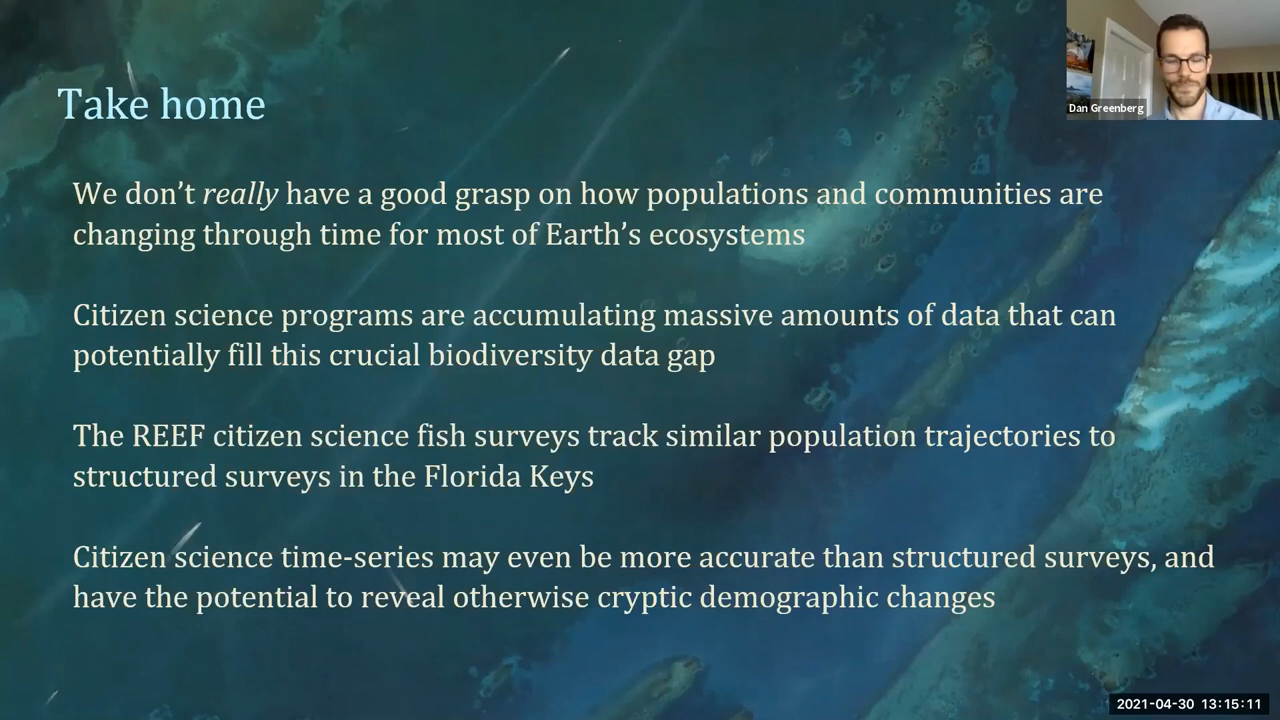 Take home
Dan Greenberg
We don’t really have a good grasp on how populations and communities are
changing through time for most of Earth’s ecosystems
Citizen science programs are accumulating massive amounts of data that can
potentially fill this crucial biodiversity data gap
The REEF citizen science fish surveys track similar population trajectories to
structured surveys in the Florida Keys
Citizen science time-series may even be more accurate than structured surveys, and
have the potential to reveal otherwise cryptic demographic changes
2021-04-30 13:15:11